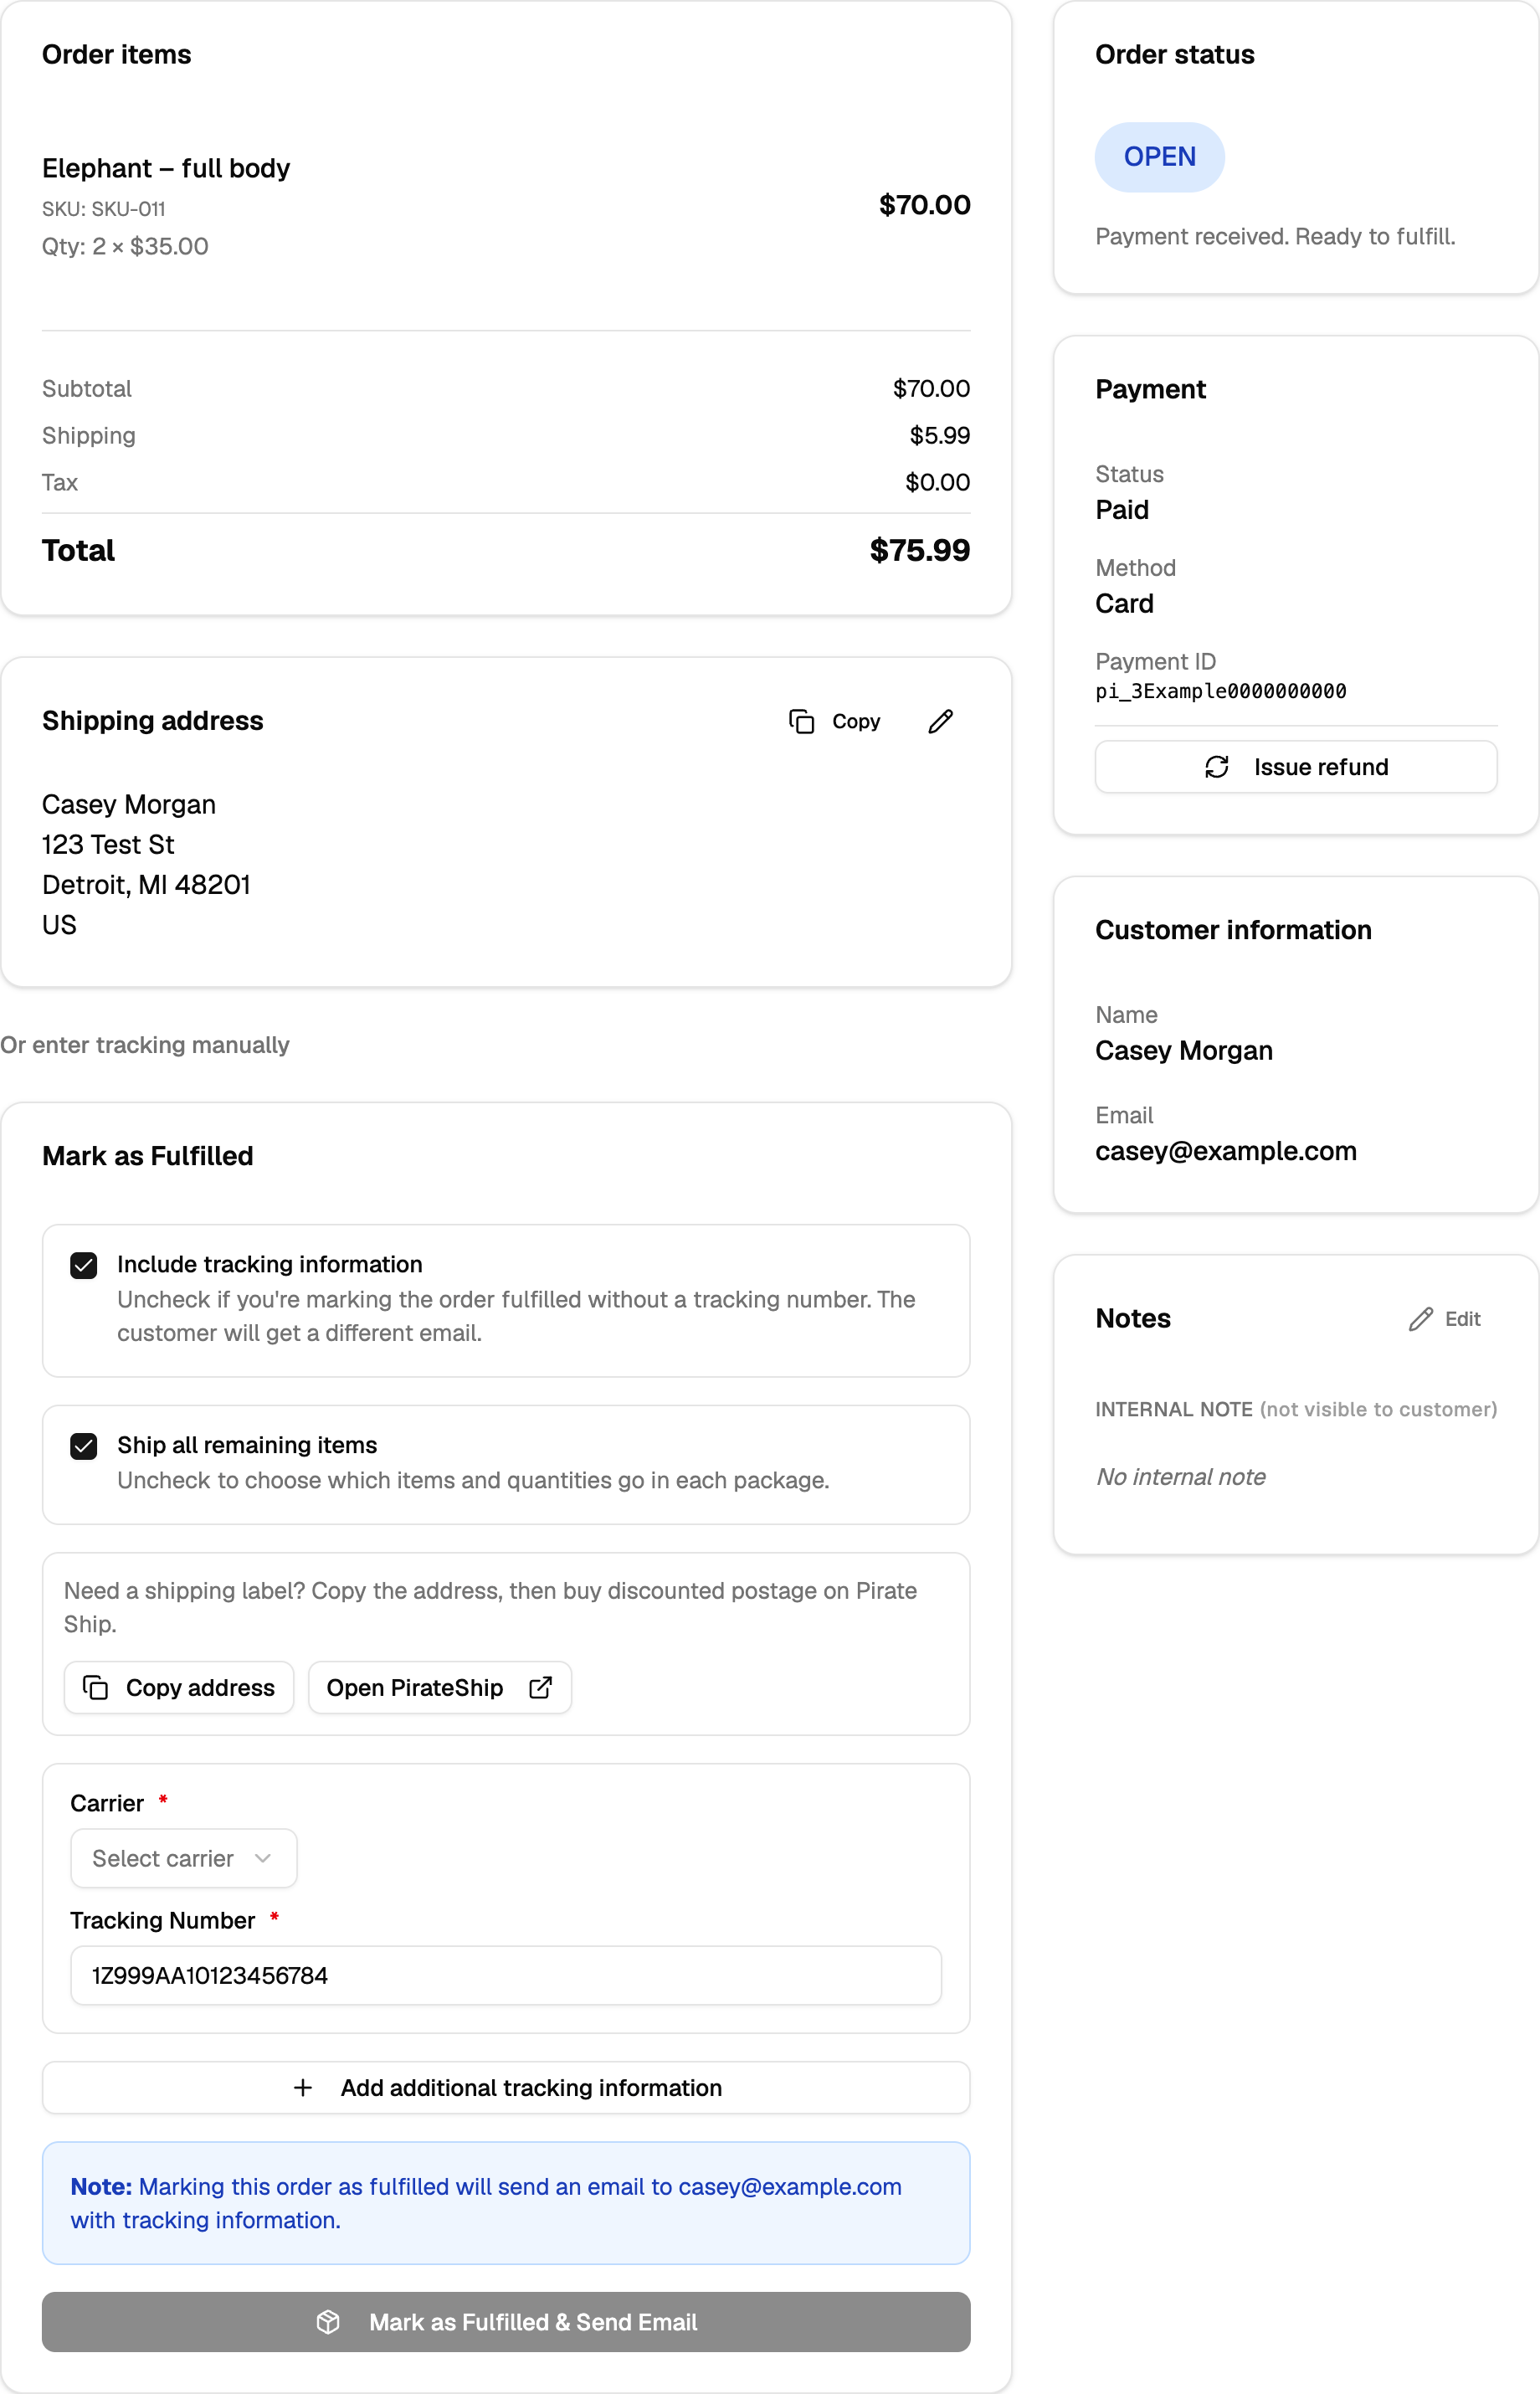 Order items
Elephant – full body
SKU: SKU-011
Qty: 2 × $35.00
$70.00
Subtotal
$70.00
Shipping
$5.99
Tax
$0.00
Total
$75.99
Shipping address
Copy
Casey Morgan
123 Test St
Detroit, MI 48201
US
Or enter tracking manually
Mark as Fulfilled
Include tracking information
Uncheck if you're marking the order fulfilled without a tracking number. The
customer will get a different email.
Ship all remaining items
Uncheck to choose which items and quantities go in each package.
Need a shipping label? Copy the address, then buy discounted postage on Pirate
Ship.
Copy address
Open PirateShip
Carrier *
Select carrier
Tracking Number *
1Z999AA10123456784
Add additional tracking information
Note: Marking this order as fulfilled will send an email to casey@example.com
with tracking information.
Mark as Fulfilled & Send Email
Order status
OPEN
Payment received. Ready to fulfill.
Payment
Status
Paid
Method
Card
Payment ID
pi_3Example0000000000
Issue refund
Customer information
Name
Casey Morgan
Email
casey@example.com
Notes
Edit
INTERNAL NOTE (not visible to customer)
No internal note